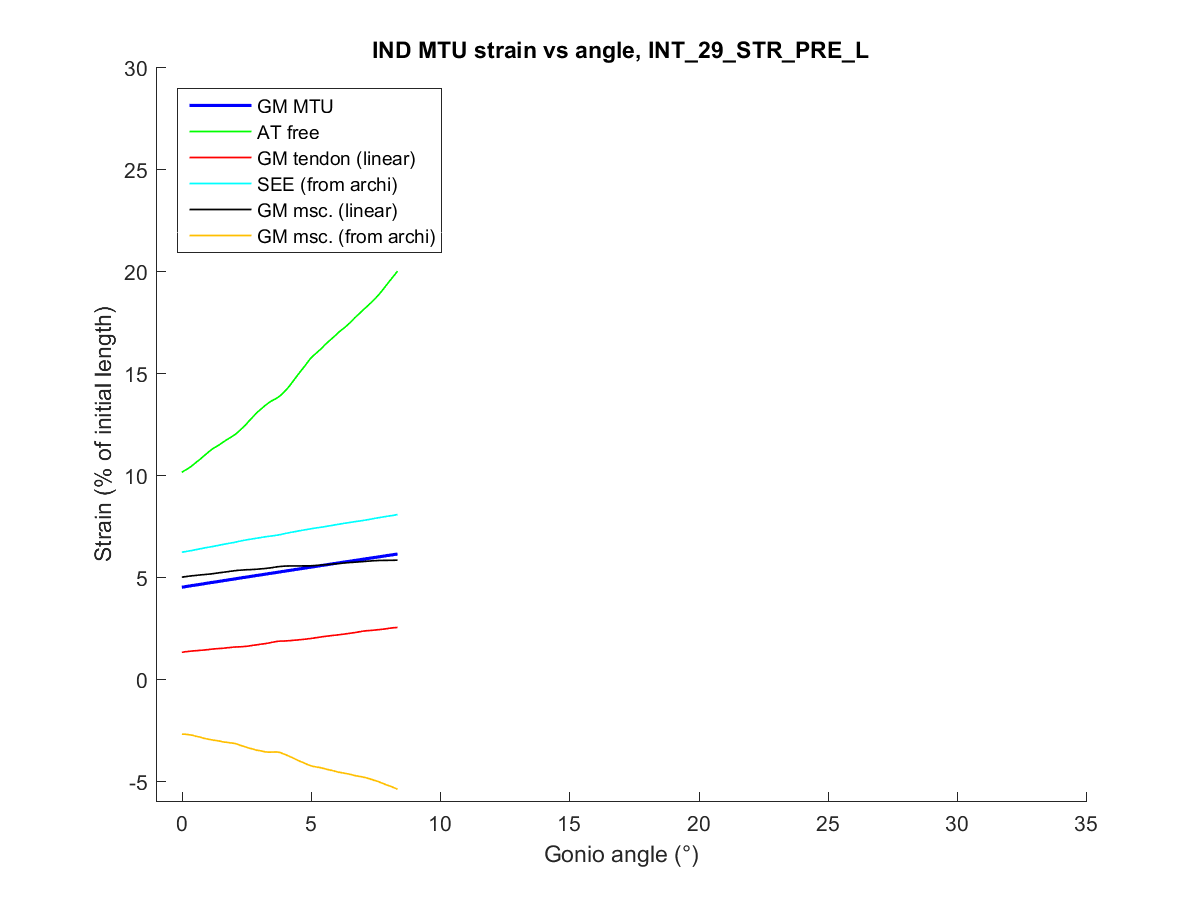 IND MTU strain vs angle, INT_29_STR_PRE_L
30
25
20
15
10
5
0
-5
Strain (% of initial length)
GM MTU
AT free
GM tendon (linear)
SEE (from archi)
GM msc. (linear)
GM msc. (from archi)
0 5 10 15 20 25 30 35
Gonio angle (°)